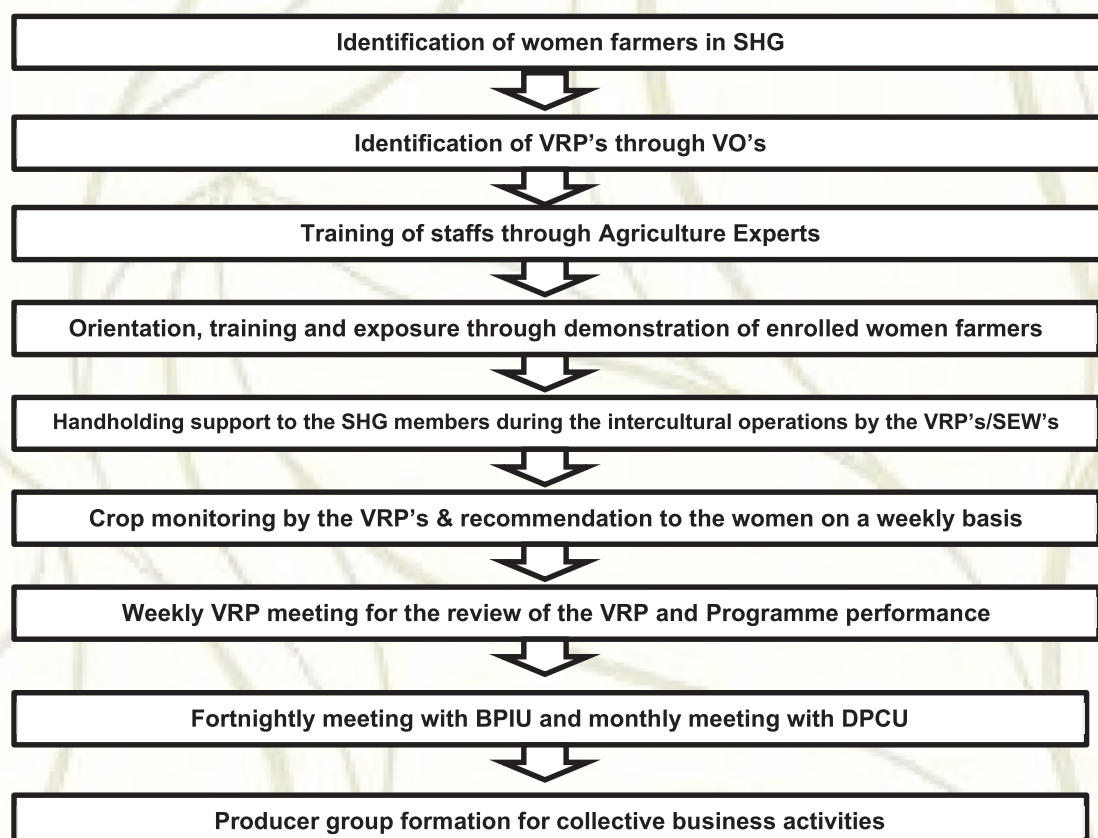 Identification of women farmers in SHG
Identification of VRP's through VO's
Training of staffs through Agriculture Experts
Orientation, training and exposure through demonstration of enrolled women farmers
Handholding support to the SHG members during the intercultural operations by the VRP's/SEW's
Crop monitoring by the VRP's & recommendation to the women on a weekly basis
Weekly VRP meeting for the review of the VRP and Programme performance
Fortnightly meeting with BPIU and monthly meeting with DPCU
Producer group formation for collective business activities